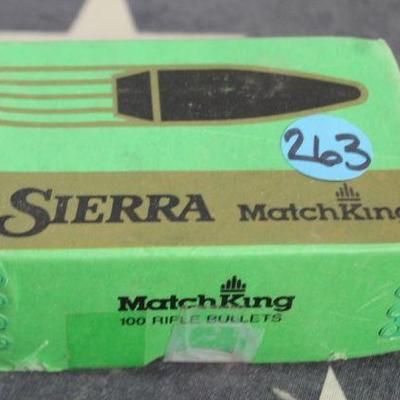 263
SIERRA MatchKing
MatchKing
100 RIFLE BULLETS